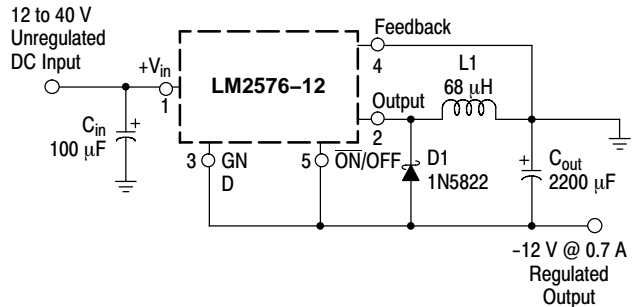 12 to 40 V
Unregulated
DC Input
Feedback
+Vin
1
LM2576–12
4
L1
68 μH
Output
2
Cin
100 μF
+
3
GN
D
5
ON/OFF
D1
1N5822
+
Cout
2200 μF
–12 V @ 0.7 A
Regulated
Output